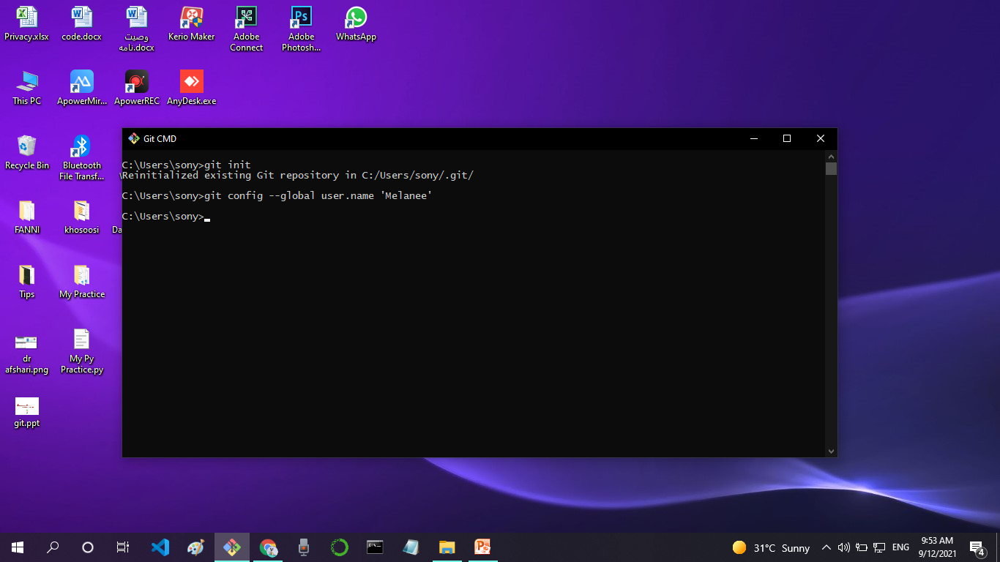 Privacy.xlsx
code.docx
وصیت
نامه.docx
Kerio Maker
Adobe
Connect
Adobe
Photosh...
WhatsApp
This PC
ApowerMir...
ApowerREC
AnyDesk.exe
Recycle Bin
Bluetooth
File Transf...
FANNI
khosoosi
Da
Tips
My Practice
dr
afshari.png
My Py
Practice.py
git.ppt
Git CMD
C:\Users\sony>git init
Reinitialized existing Git repository in C:/Users/sony/.git/
C:\Users\sony>git config --global user.name 'Melanee'
C:\Users\sony>
31°C Sunny
ENG
9:53 AM
9/12/2021
4